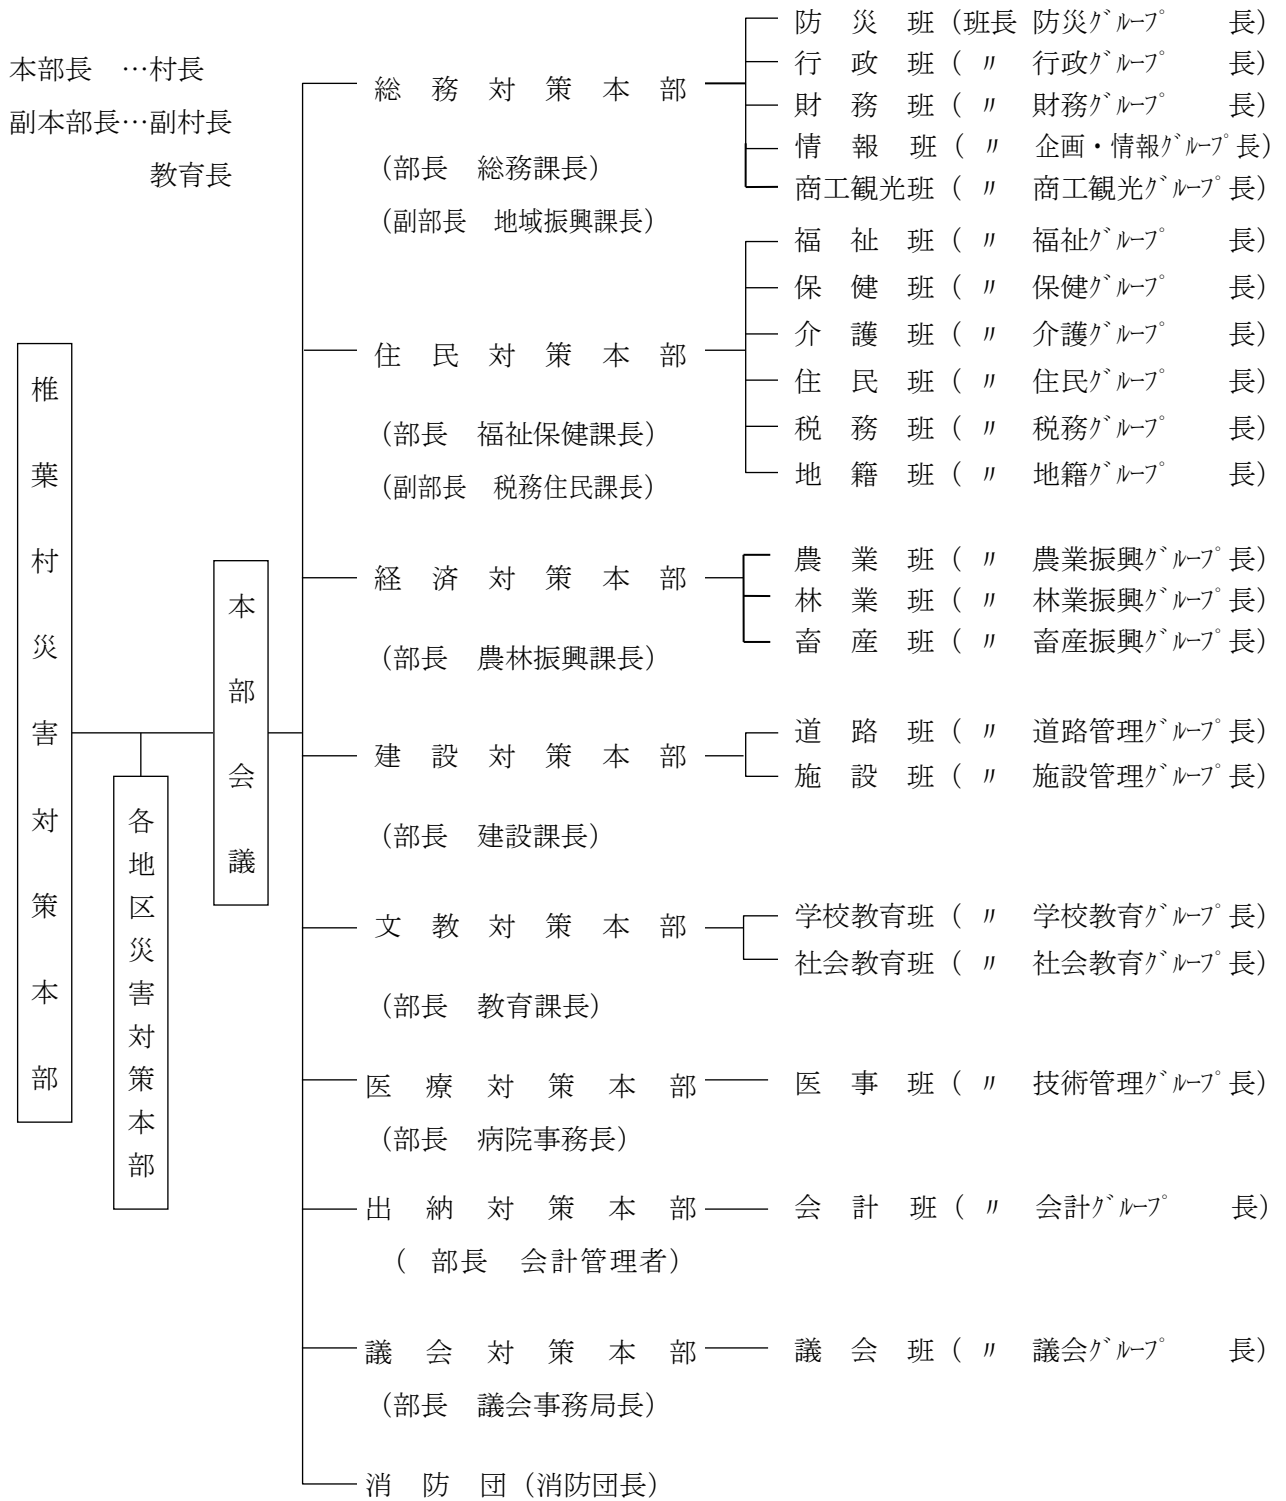 本部長　…村長
副本部長…副村長
教育長
椎葉村災害対策本部
各地区災害対策本部
本部会議
総務対策本部
(部長　総務課長)
(副部長　地域振興課長)
防災班 (班長 防災ｸﾞﾙｰﾌﾟ長)
行政班 ( 〃 行政ｸﾞﾙｰﾌﾟ長)
財務班 ( 〃 財務ｸﾞﾙｰﾌﾟ長)
情報班 ( 〃 企画・情報ｸﾞﾙｰﾌﾟ長)
商工観光班 ( 〃 商工観光ｸﾞﾙｰﾌﾟ長)
住民対策本部
(部長　福祉保健課長)
(副部長　税務住民課長)
福祉班 ( 〃 福祉ｸﾞﾙｰﾌﾟ長)
保健班 ( 〃 保健ｸﾞﾙｰﾌﾟ長)
介護班 ( 〃 介護ｸﾞﾙｰﾌﾟ長)
住民班 ( 〃 住民ｸﾞﾙｰﾌﾟ長)
税務班 ( 〃 税務ｸﾞﾙｰﾌﾟ長)
地籍班 ( 〃 地籍ｸﾞﾙｰﾌﾟ長)
経済対策本部
(部長　農林振興課長)
農業班 ( 〃 農業振興ｸﾞﾙｰﾌﾟ長)
林業班 ( 〃 林業振興ｸﾞﾙｰﾌﾟ長)
畜産班 ( 〃 畜産振興ｸﾞﾙｰﾌﾟ長)
建設対策本部
(部長　建設課長)
道路班 ( 〃 道路管理ｸﾞﾙｰﾌﾟ長)
施設班 ( 〃 施設管理ｸﾞﾙｰﾌﾟ長)
文教対策本部
(部長　教育課長)
学校教育班 ( 〃 学校教育ｸﾞﾙｰﾌﾟ長)
社会教育班 ( 〃 社会教育ｸﾞﾙｰﾌﾟ長)
医療対策本部
(部長　病院事務長)
医事班 ( 〃 技術管理ｸﾞﾙｰﾌﾟ長)
出納対策本部
( 部長　会計管理者)
会計班 ( 〃 会計ｸﾞﾙｰﾌﾟ長)
議会対策本部
(部長　議会事務局長)
議会班 ( 〃 議会ｸﾞﾙｰﾌﾟ長)
消防団 (消防団長)